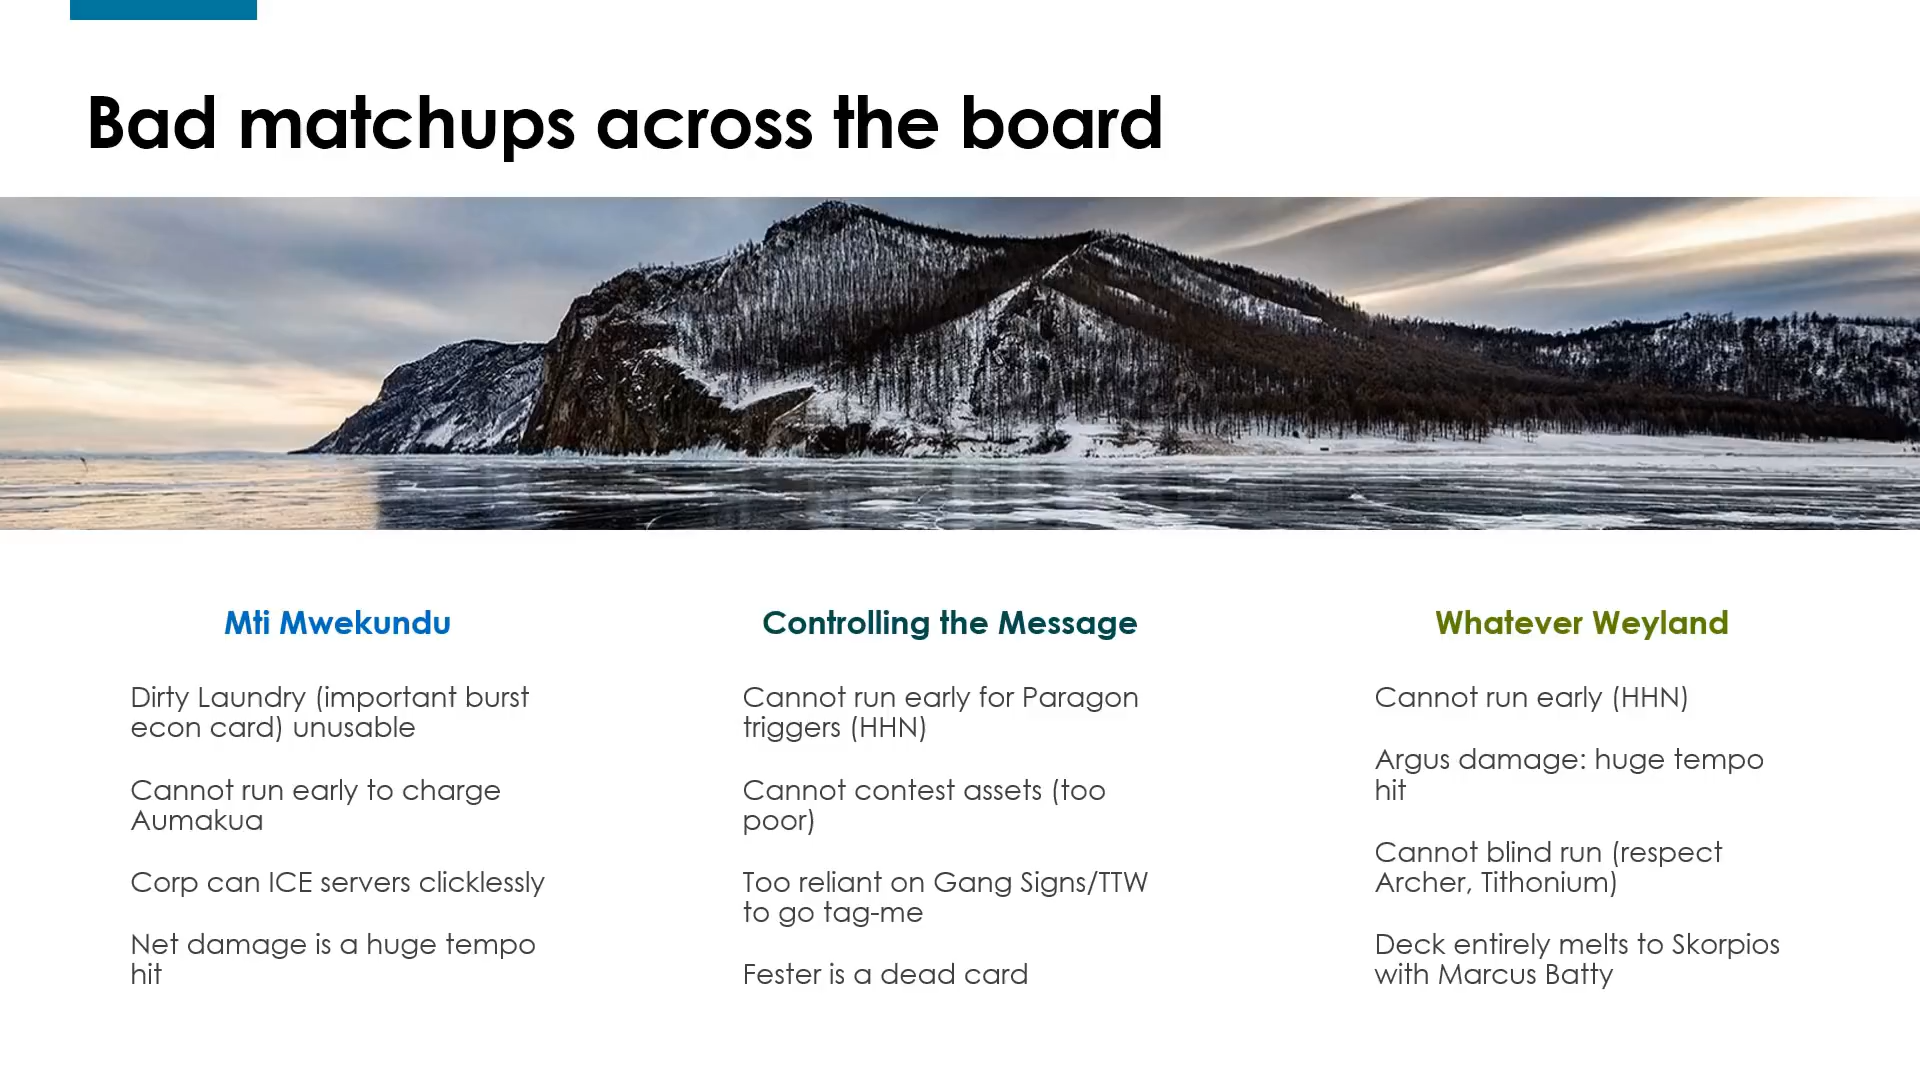 Bad matchups across the board
Mti Mwekundu
Dirty Laundry (important burst
econ card) unusable
Cannot run early to charge
Aumakua
Corp can ICE servers clicklessly
Net damage is a huge tempo
hit
Controlling the Message
Cannot run early for Paragon
triggers (HHN)
Cannot contest assets (too
poor)
Too reliant on Gang Signs/TTW
to go tag-me
Fester is a dead card
Whatever Weyland
Cannot run early (HHN)
Argus damage: huge tempo
hit
Cannot blind run (respect
Archer, Tithonium)
Deck entirely melts to Skorpios
with Marcus Batty